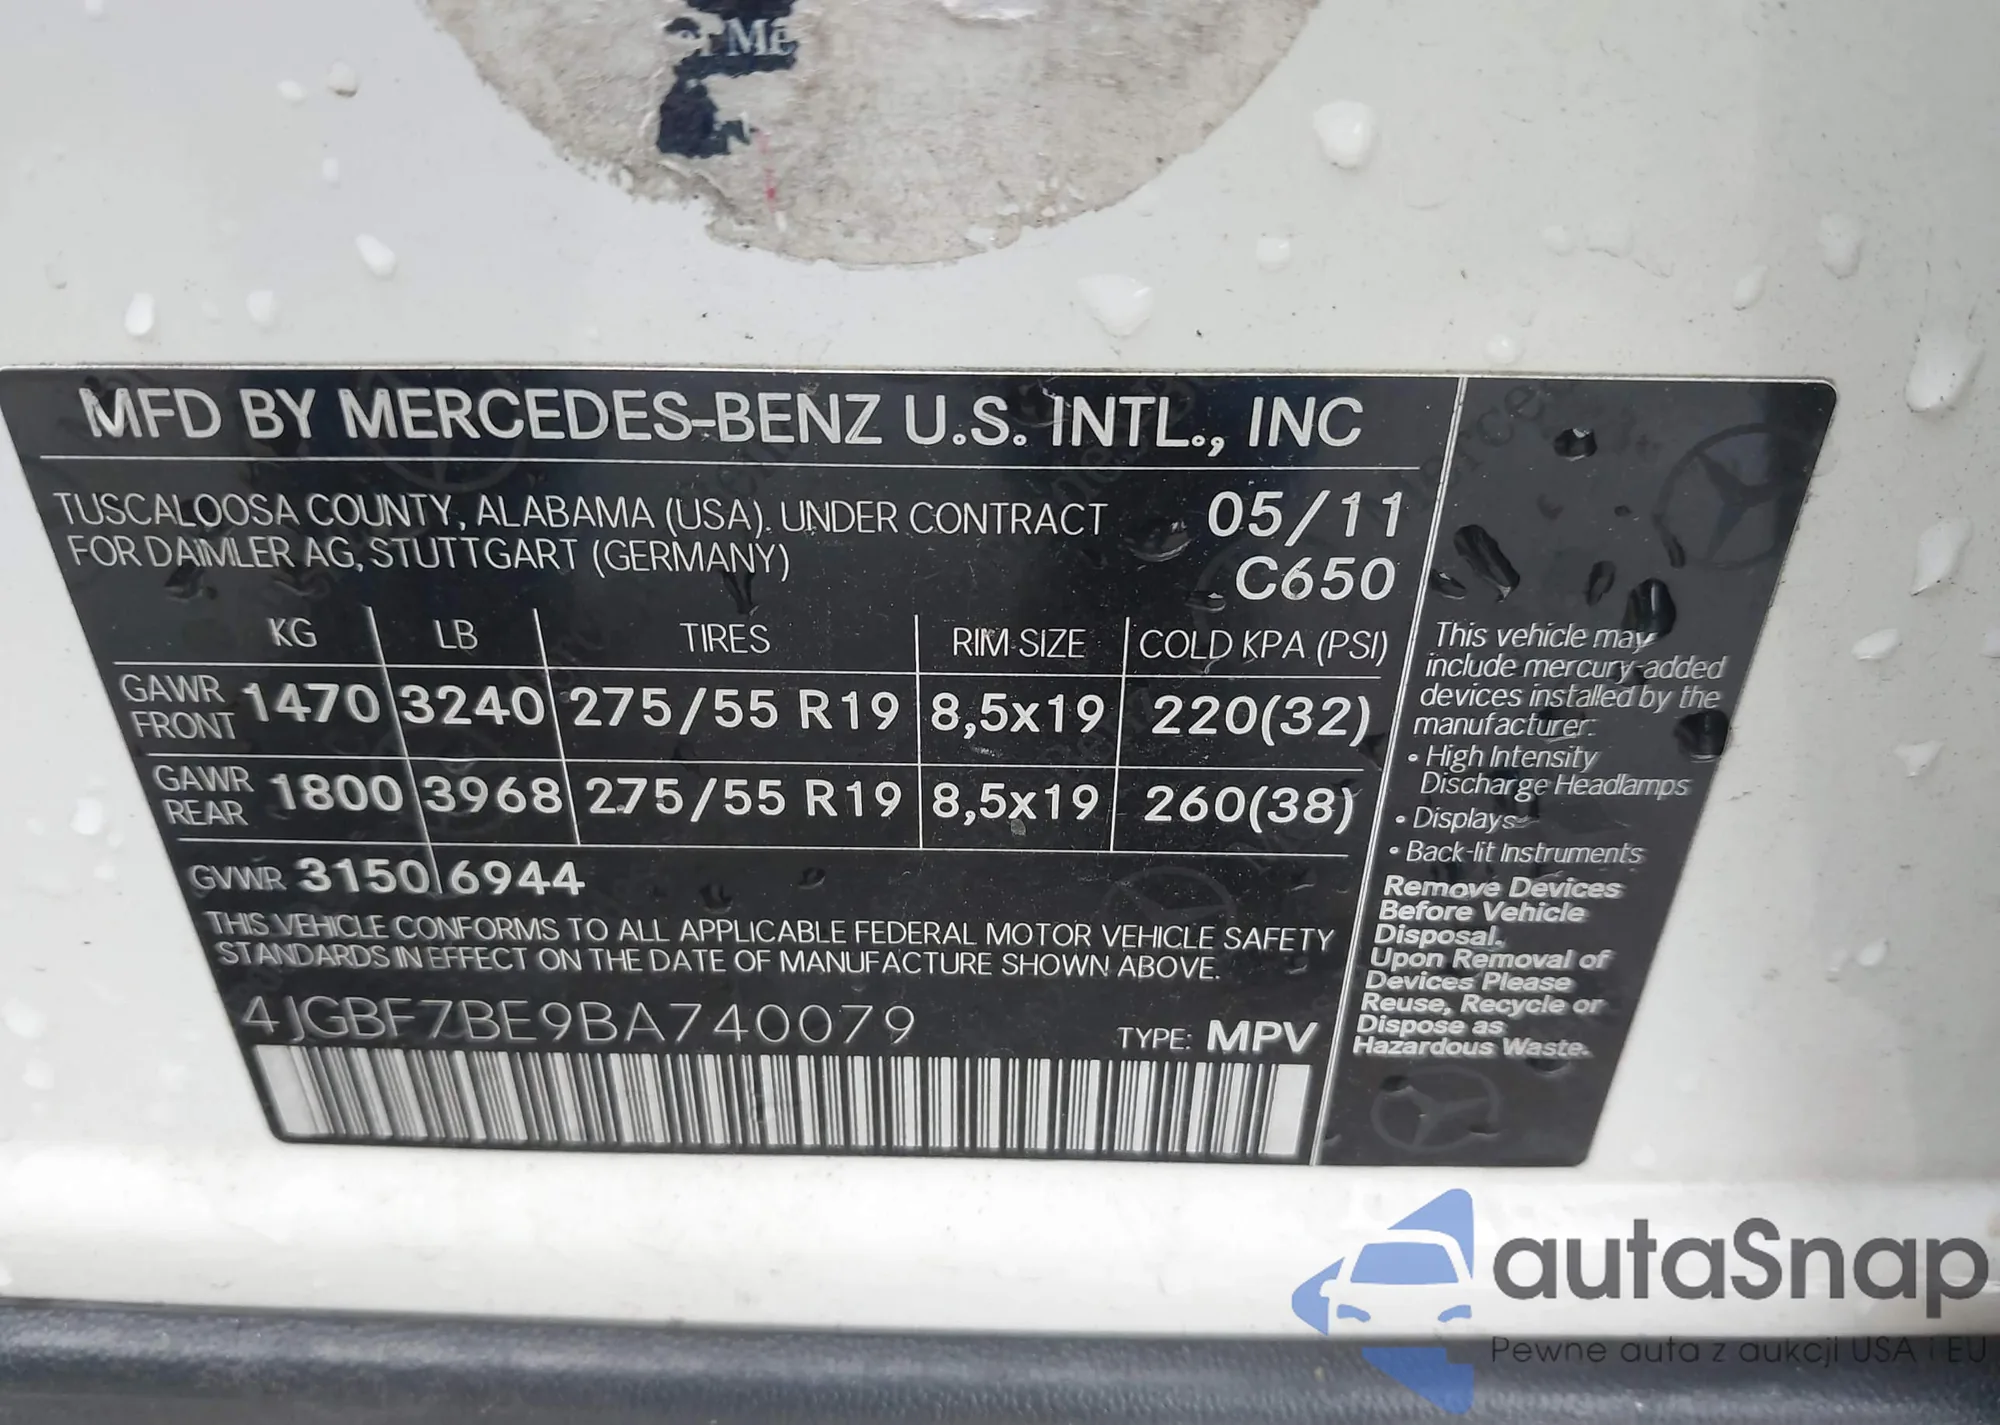 MFD BY MERCEDES-BENZ U.S. INTL., INC
TUSCALOOSA COUNTY, ALABAMA (USA). UNDER CONTRACT
FOR DAIMLER AG, STUTTGART (GERMANY)
05/11
C650
KG LB TIRES RIM SIZE COLD KPA (PSI)
GAWR FRONT 1470 3240 275/55 R19 8,5x19 220(32)
GAWR REAR 1800 3968 275/55 R19 8,5x19 260(38)
GVWR 3150 6944
THIS VEHICLE CONFORMS TO ALL APPLICABLE FEDERAL MOTOR VEHICLE SAFETY
STANDARDS IN EFFECT ON THE DATE OF MANUFACTURE SHOWN ABOVE.
4JGBF7BE9BA740079
TYPE: MPV
This vehicle may
include mercury-added
devices installed by the
manufacturer:
• High Intensity
Discharge Headlamps
• Displays
• Back-lit Instruments
Remove Devices
Before Vehicle
Disposal.
Upon Removal of
Devices Please
Reuse, Recycle or
Dispose as
Hazardous Waste.
autaSnap
Pewne auta z aukcji USA i EU